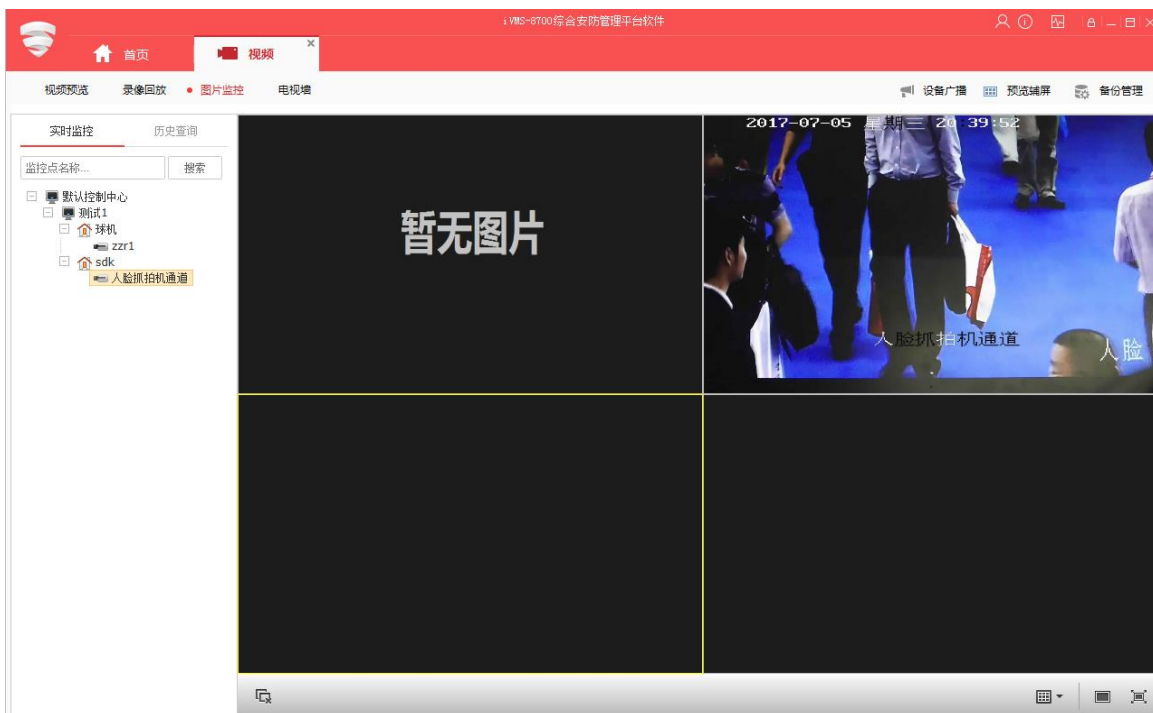 iVMS-8700综合安防管理平台软件
首页
视频
视频预览 录像回放 图片监控 电视墙 设备广播 预览辅屏 备份管理
实时监控 历史查询
监控点名称... 搜索
默认控制中心
测试1
球机
zzr1
sdk
人脸抓拍机通道
暂无图片
2017-07-05 星期三 20:39:52
人脸抓拍机通道
人脸